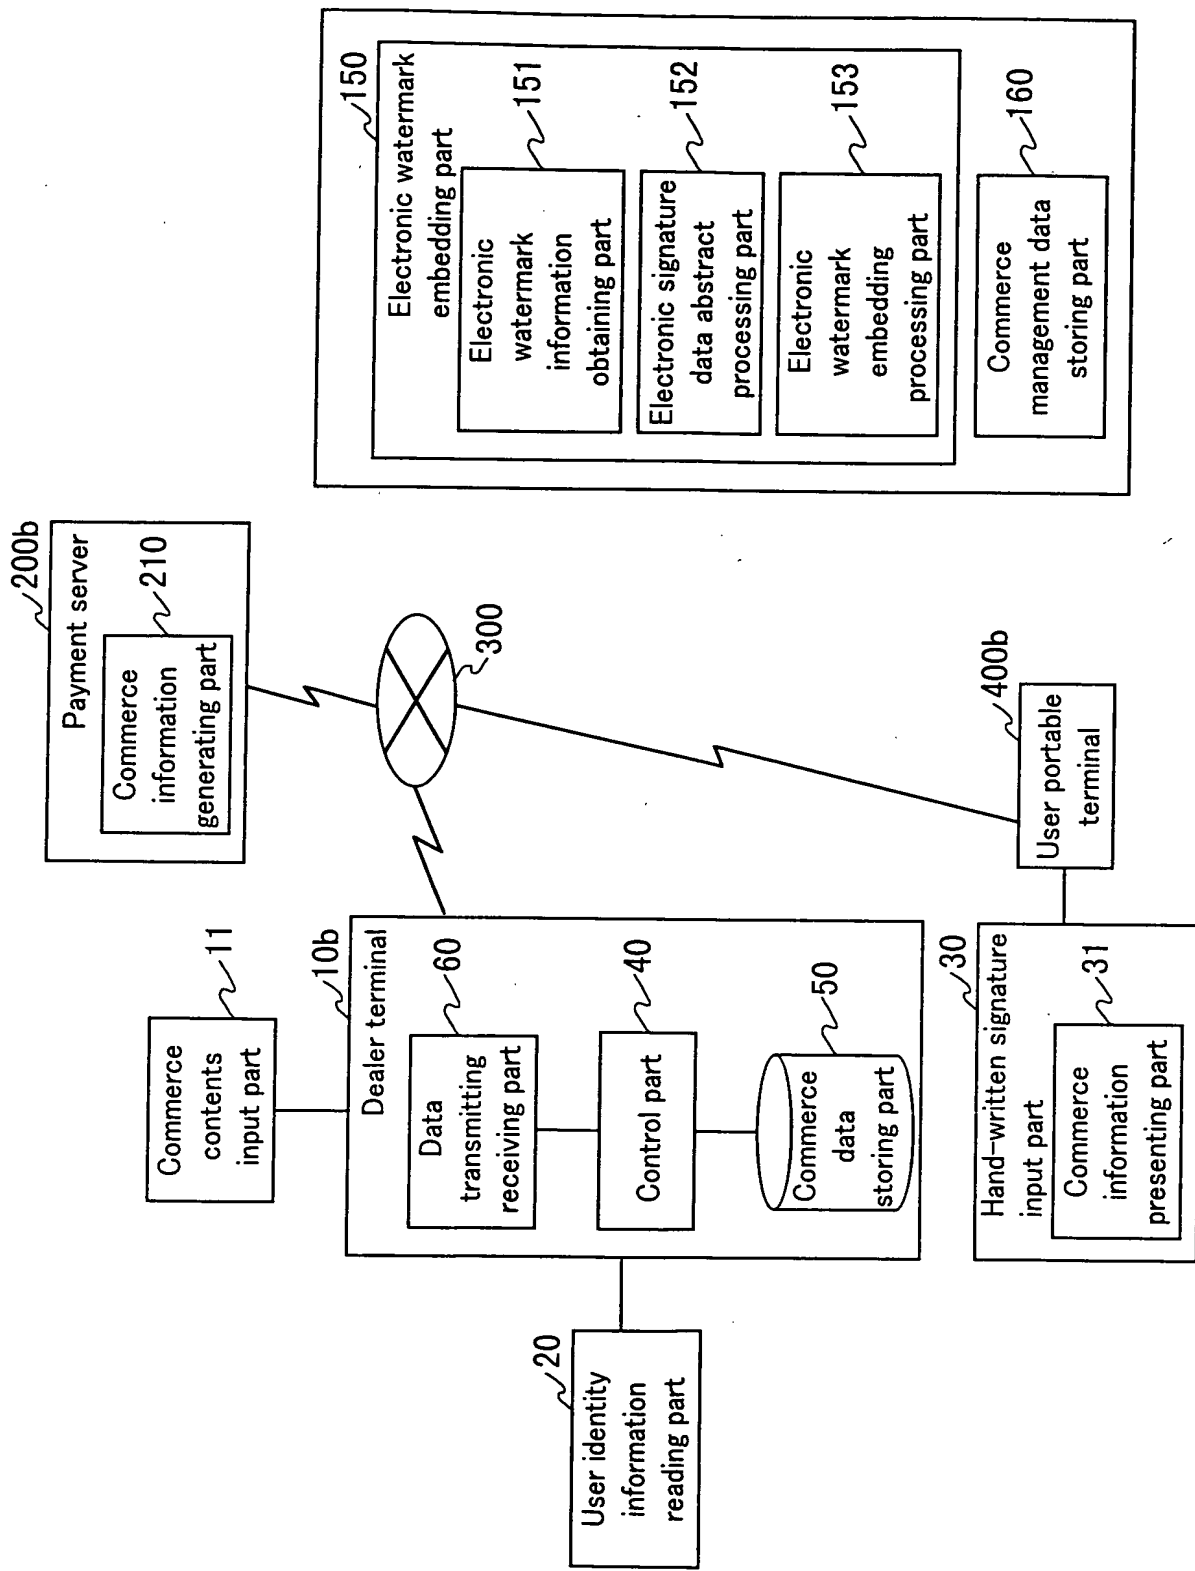 200b
Payment server
210
Commerce
information
generating part
150
Electronic watermark
embedding part
151
Electronic
watermark
information
obtaining part
152
Electronic signature
data abstract
processing part
153
Electronic
watermark
embedding
processing part
160
Commerce
management data
storing part
11
Commerce
contents
input part
300
10b
Dealer terminal
60
Data
transmitting
receiving part
40
Control part
50
Commerce
data
storing part
20
User identity
information
reading part
400b
User portable
terminal
30
Hand-written signature
input part
31
Commerce
information
presenting part